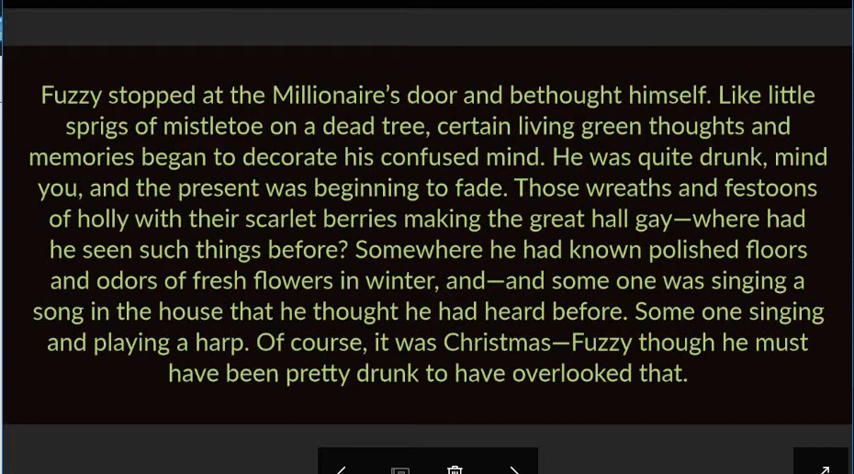 Fuzzy stopped at the Millionaire’s door and bethought himself. Like little
sprigs of mistletoe on a dead tree, certain living green thoughts and
memories began to decorate his confused mind. He was quite drunk, mind
you, and the present was beginning to fade. Those wreaths and festoons
of holly with their scarlet berries making the great hall gay—where had
he seen such things before? Somewhere he had known polished floors
and odors of fresh flowers in winter, and—and some one was singing a
song in the house that he thought he had heard before. Some one singing
and playing a harp. Of course, it was Christmas—Fuzzy though he must
have been pretty drunk to have overlooked that.